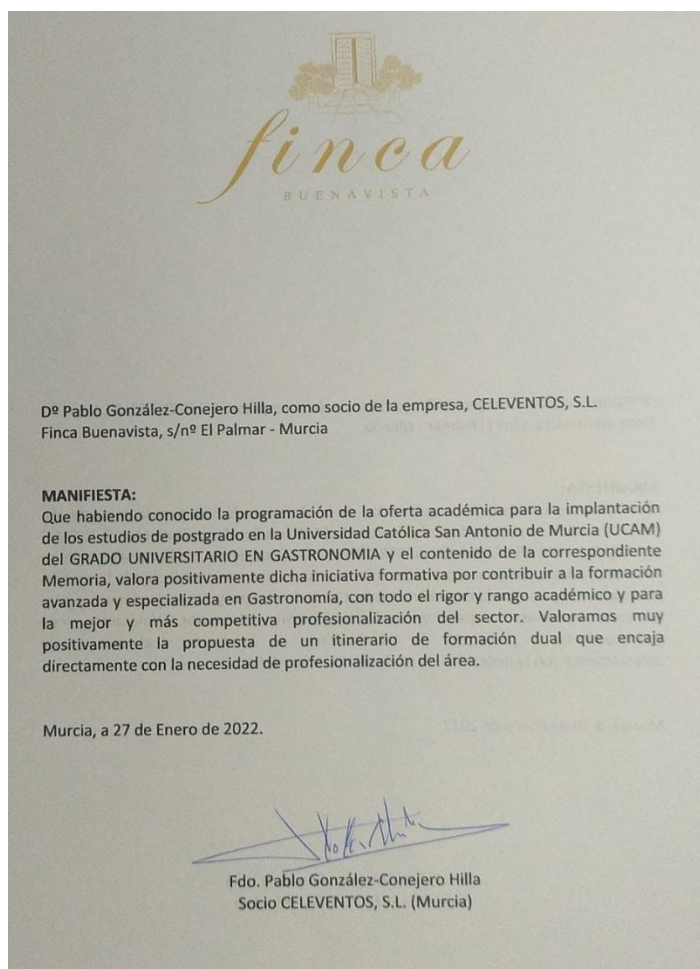 finca
BUENAVISTA
Dº Pablo González-Conejero Hilla, como socio de la empresa, CELEVENTOS, S.L.
Finca Buenavista, s/nº El Palmar - Murcia
MANIFIESTA:
Que habiendo conocido la programación de la oferta académica para la implantación
de los estudios de postgrado en la Universidad Católica San Antonio de Murcia (UCAM)
del GRADO UNIVERSITARIO EN GASTRONOMIA y el contenido de la correspondiente
Memoria, valora positivamente dicha iniciativa formativa por contribuir a la formación
avanzada y especializada en Gastronomía, con todo el rigor y rango académico y para
la mejor y más competitiva profesionalización del sector. Valoramos muy
positivamente la propuesta de un itinerario de formación dual que encaja
directamente con la necesidad de profesionalización del área.
Murcia, a 27 de Enero de 2022.
Fdo. Pablo González-Conejero Hilla
Socio CELEVENTOS, S.L. (Murcia)